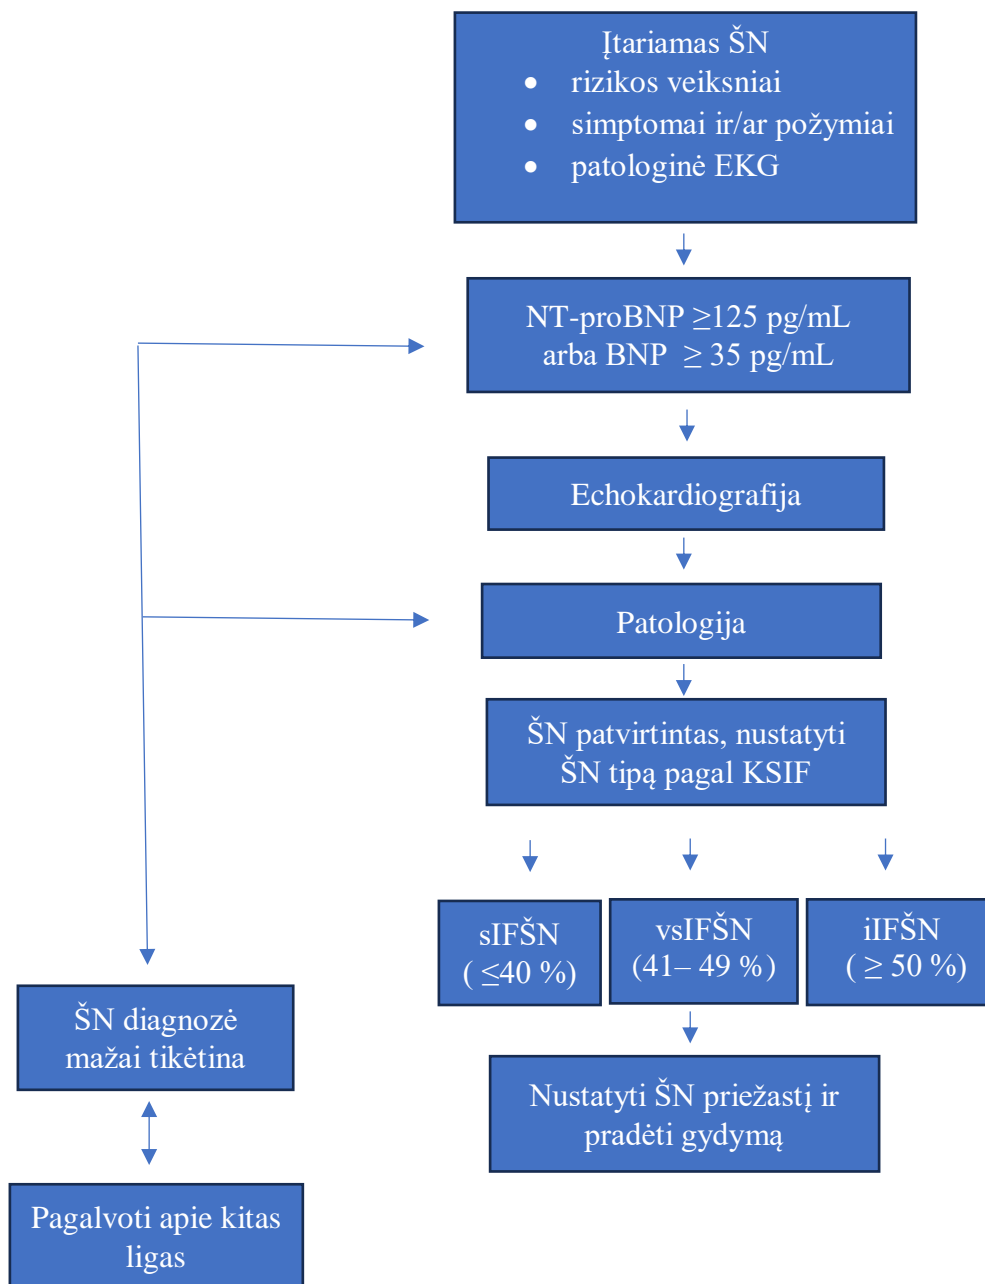 Įtariamas ŠN
• rizikos veiksniai
• simptomai ir/ar požymiai
• patologinė EKG
NT-proBNP ≥125 pg/mL
arba BNP ≥ 35 pg/mL
Echokardiografija
Patologija
ŠN patvirtintas, nustatyti
ŠN tipą pagal KSIF
sIFŠN
( ≤40 %)
vsIFŠN
(41– 49 %)
iIFŠN
( ≥ 50 %)
ŠN diagnozė
mažai tikėtina
Nustatyti ŠN priežastį ir
pradėti gydymą
Pagalvoti apie kitas
ligas